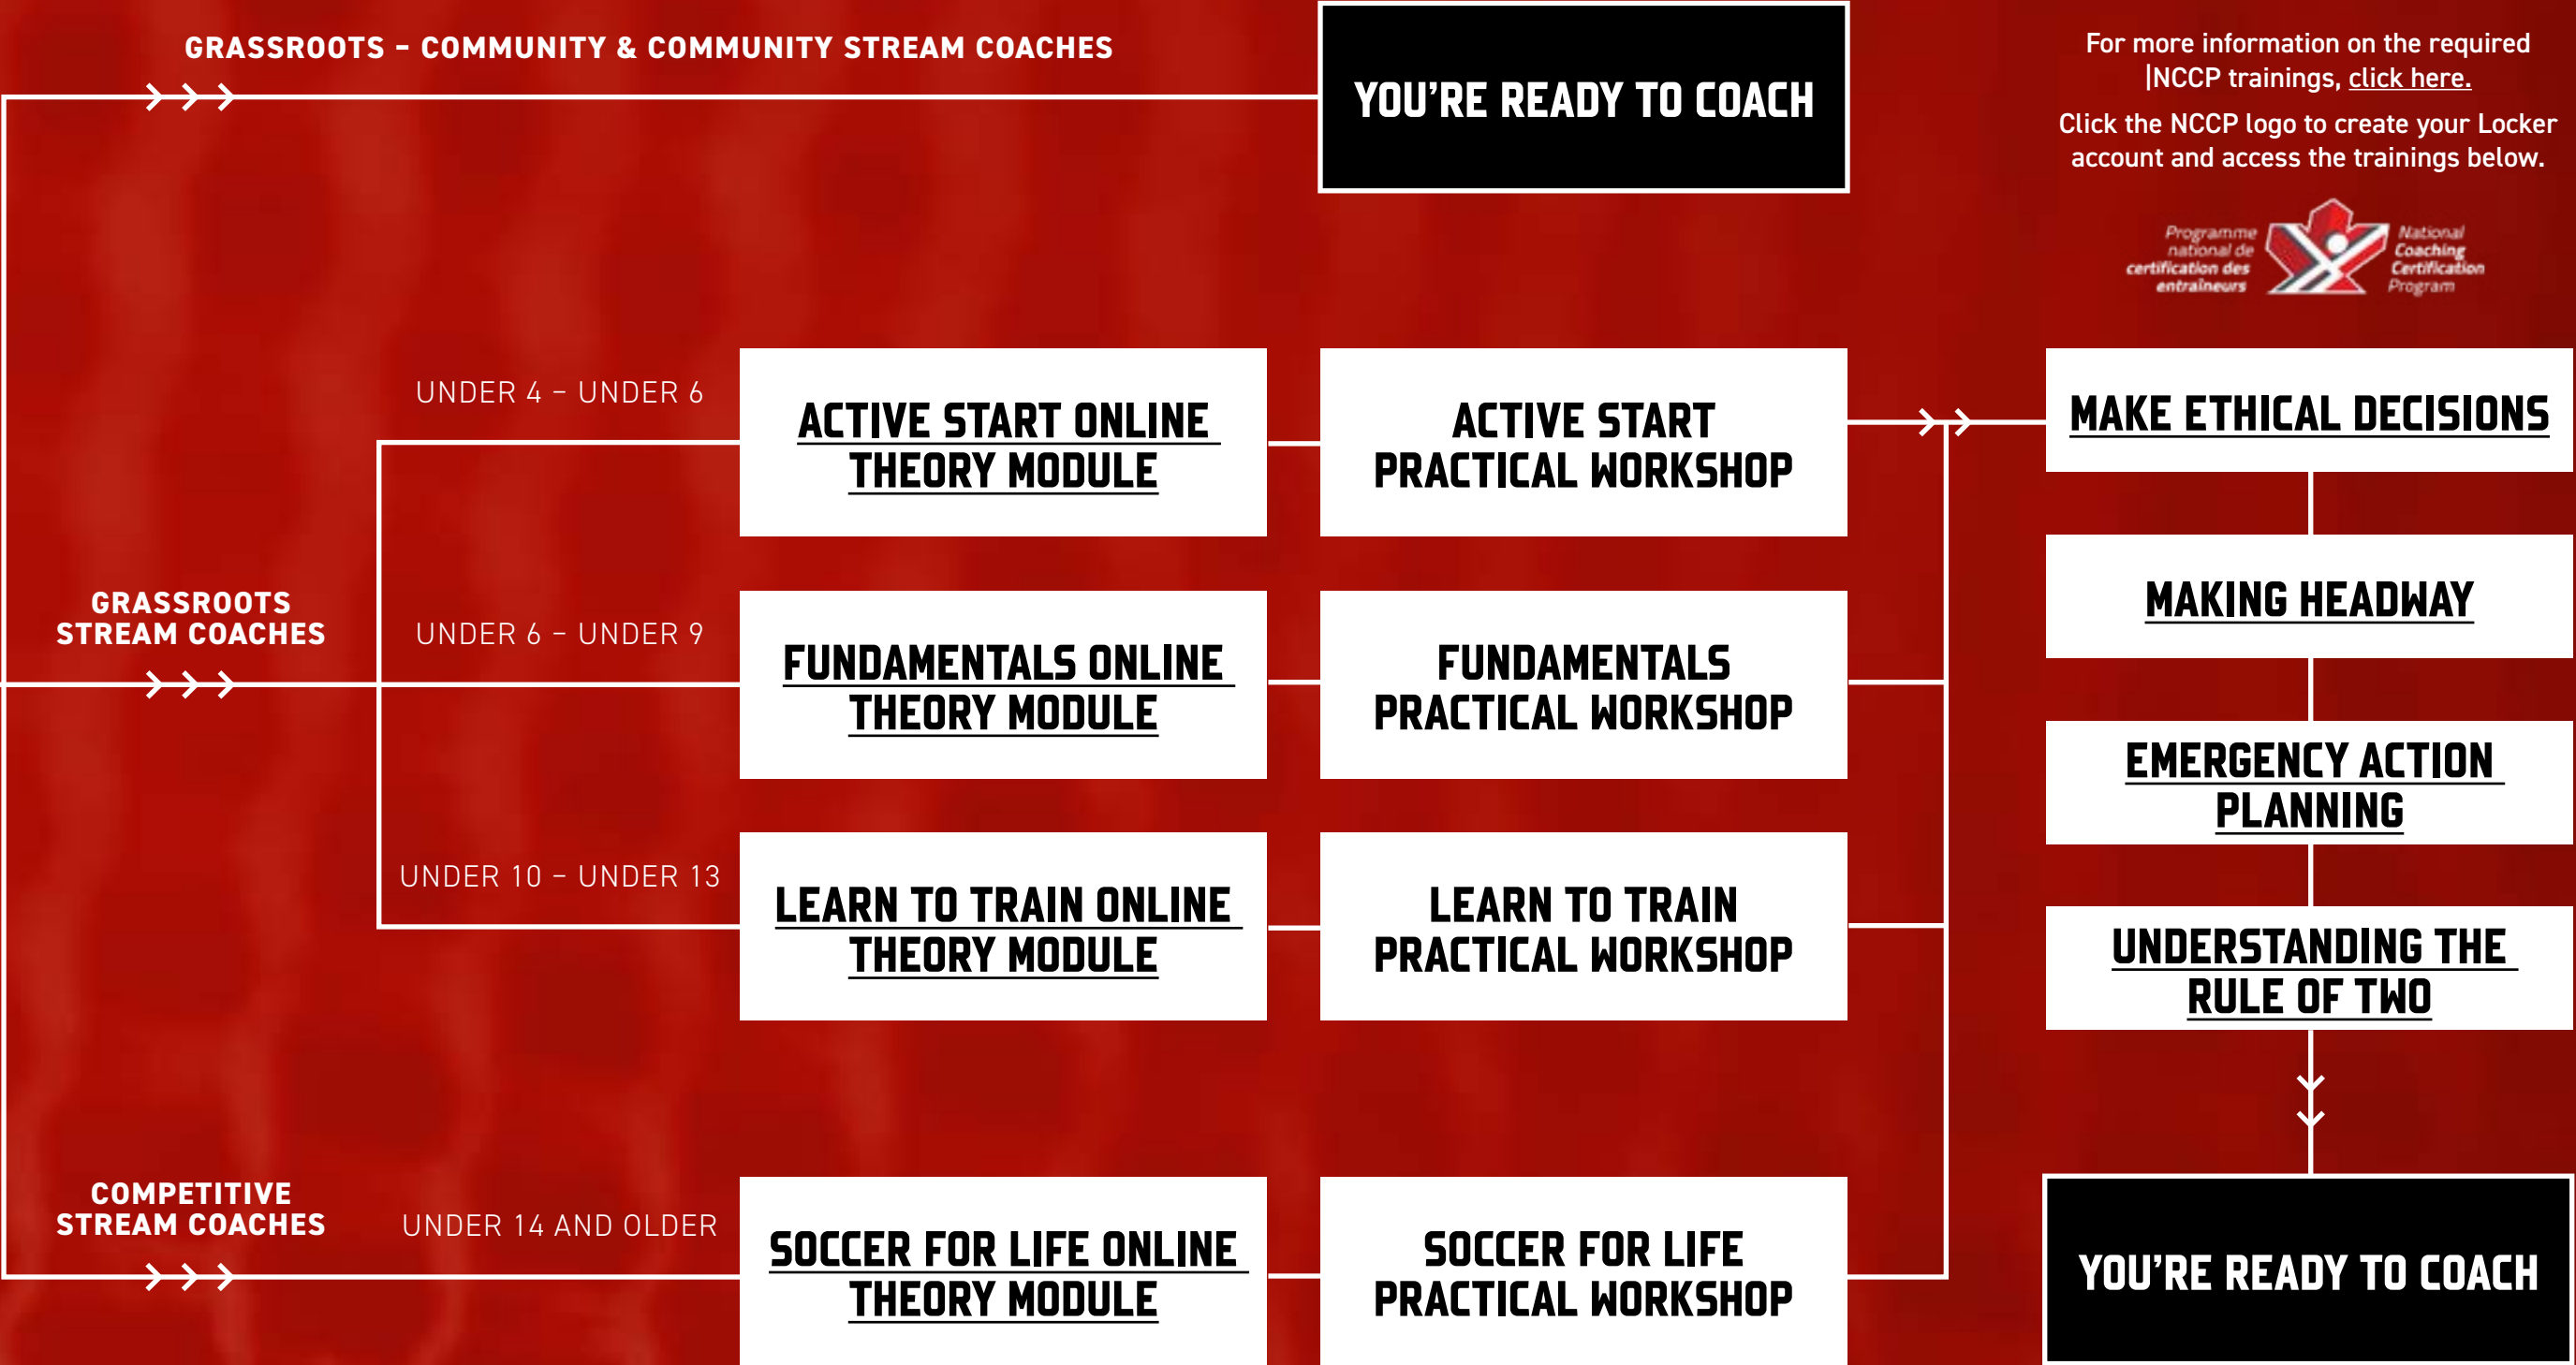 GRASSROOTS – COMMUNITY & COMMUNITY STREAM COACHES
YOU'RE READY TO COACH
For more information on the required
|NCCP trainings, click here.
Click the NCCP logo to create your Locker
account and access the trainings below.
Programme
national de
certification des
entraîneurs
National
Coaching
Certification
Program
GRASSROOTS
STREAM COACHES
UNDER 4 – UNDER 6
ACTIVE START ONLINE
THEORY MODULE
ACTIVE START
PRACTICAL WORKSHOP
UNDER 6 – UNDER 9
FUNDAMENTALS ONLINE
THEORY MODULE
FUNDAMENTALS
PRACTICAL WORKSHOP
UNDER 10 – UNDER 13
LEARN TO TRAIN ONLINE
THEORY MODULE
LEARN TO TRAIN
PRACTICAL WORKSHOP
COMPETITIVE
STREAM COACHES
UNDER 14 AND OLDER
SOCCER FOR LIFE ONLINE
THEORY MODULE
SOCCER FOR LIFE
PRACTICAL WORKSHOP
MAKE ETHICAL DECISIONS
MAKING HEADWAY
EMERGENCY ACTION
PLANNING
UNDERSTANDING THE
RULE OF TWO
YOU'RE READY TO COACH